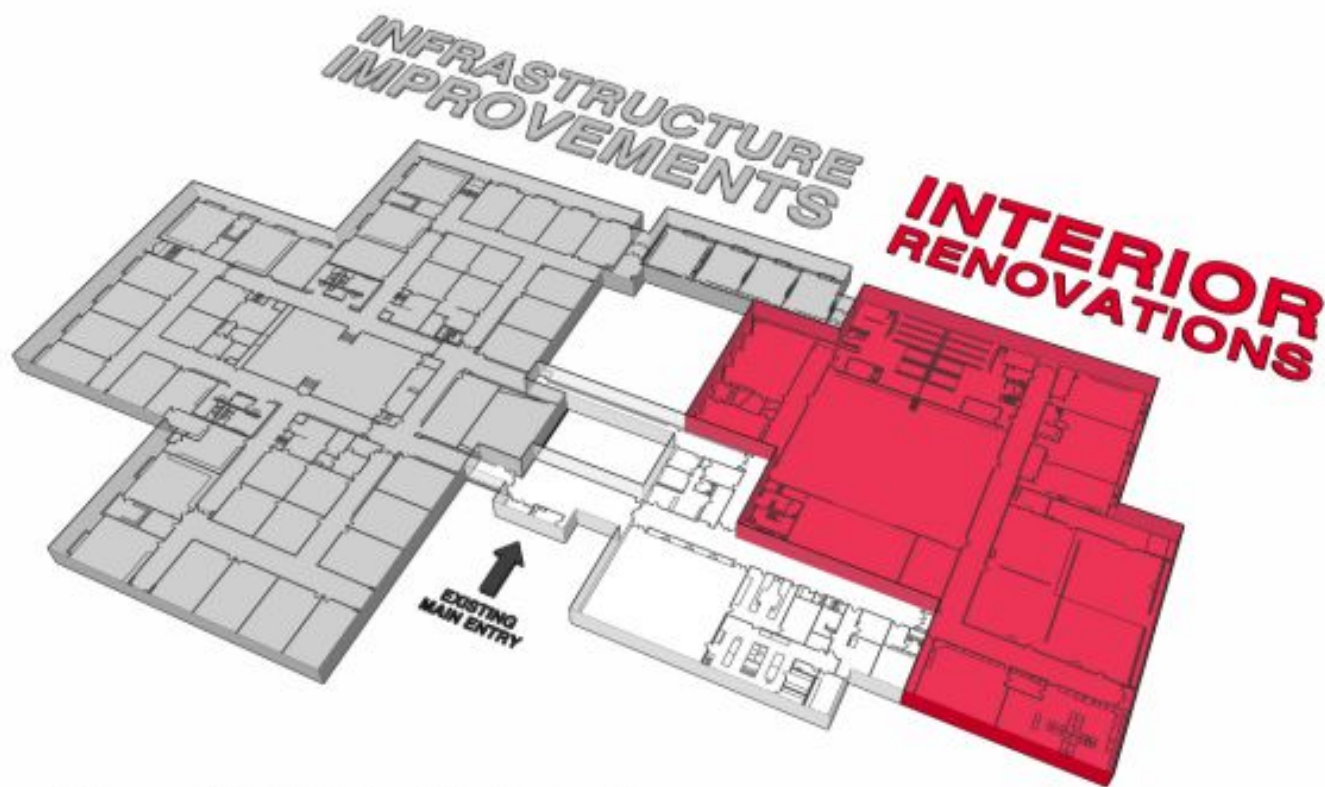 INFRASTRUCTURE
IMPROVEMENTS
INTERIOR
RENOVATIONS
EXISTING
MAIN ENTRY